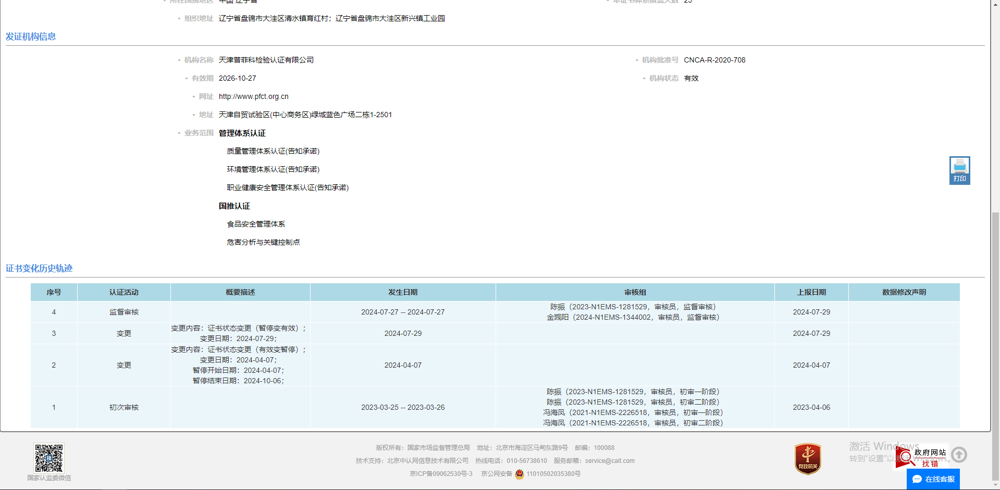 所在国别地区 中国 辽宁省 本证书体系覆盖人数 25
组织地址 辽宁省盘锦市大洼区清水镇育红村；辽宁省盘锦市大洼区新兴镇工业园
发证机构信息
机构名称 天津普菲科检验认证有限公司 机构批准号 CNCA-R-2020-708
有效期 2026-10-27 机构状态 有效
网址 http://www.pfct.org.cn
地址 天津自贸试验区(中心商务区)绿城蓝色广场二栋1-2501
业务范围 管理体系认证
质量管理体系认证(告知承诺)
环境管理体系认证(告知承诺)
职业健康安全管理体系认证(告知承诺)
国推认证
食品安全管理体系
危害分析与关键控制点
打印
证书变化历史轨迹
序号 认证活动 概要描述 发生日期 审核组 上报日期 数据修改声明
4 监督审核 2024-07-27 -- 2024-07-27 陈振（2023-N1EMS-1281529，审核员，监督审核） 2024-07-29
金觊阳（2024-N1EMS-1344002，审核员，监督审核）
3 变更 变更内容：证书状态变更（暂停变有效）； 2024-07-29 2024-07-29
变更日期：2024-07-29；
2 变更 变更内容：证书状态变更（有效变暂停）； 2024-04-07 2024-04-07
变更日期：2024-04-07；
暂停开始日期：2024-04-07；
暂停结束日期：2024-10-06；
1 初次审核 2023-03-25 -- 2023-03-26 陈振（2023-N1EMS-1281529，审核员，初审一阶段） 2023-04-06
陈振（2023-N1EMS-1281529，审核员，初审二阶段）
冯海凤（2021-N1EMS-2226518，审核员，初审一阶段）
冯海凤（2021-N1EMS-2226518，审核员，初审二阶段）
国家认监委微信
版权所有：国家市场监督管理总局 地址：北京市海淀区马甸东路9号 邮编：100088
技术支持：北京中认网信息技术有限公司 热线电话：010-56738610 服务邮箱：service@cait.com
京ICP备09062530号-3 京公网安备 11010502035380号
党政机关
激活 Windows
转到“设置”以激活 Windows。
政府网站
找错
在线客服